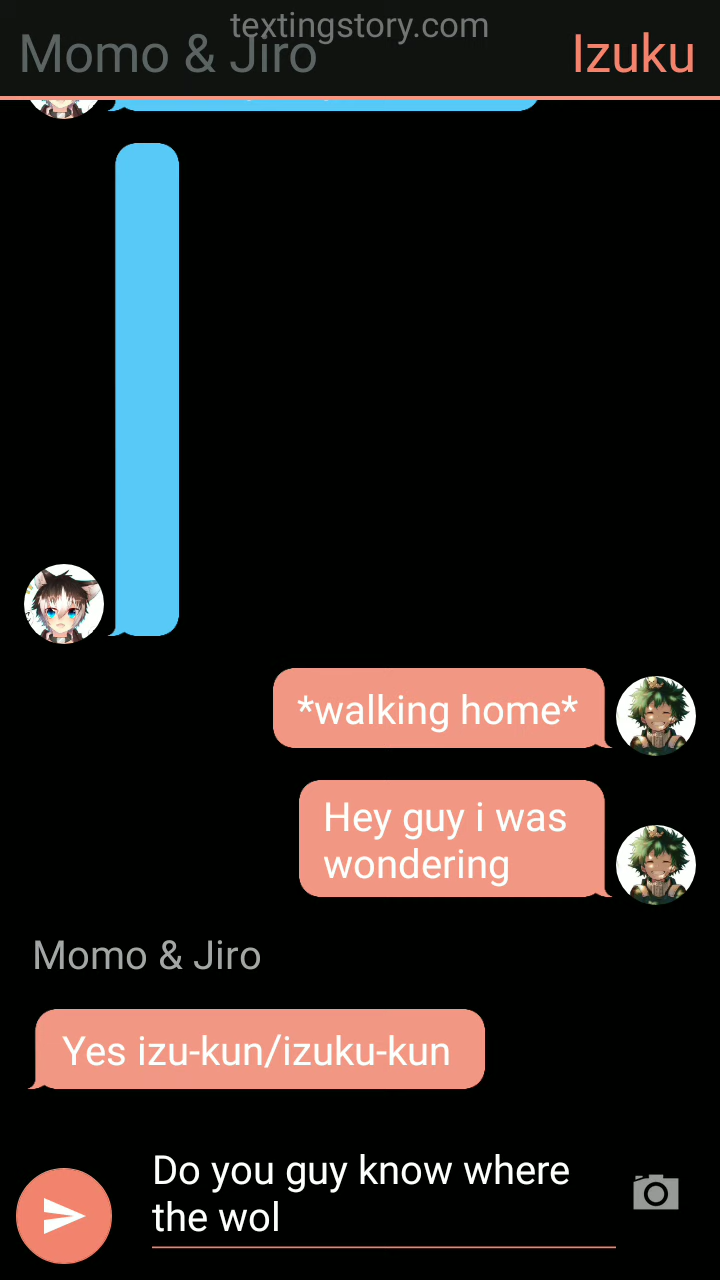 textingstory.com
Momo & Jiro
Izuku
*walking home*
Hey guy i was
wondering
Momo & Jiro
Yes izu-kun/izuku-kun
Do you guy know where
the wol